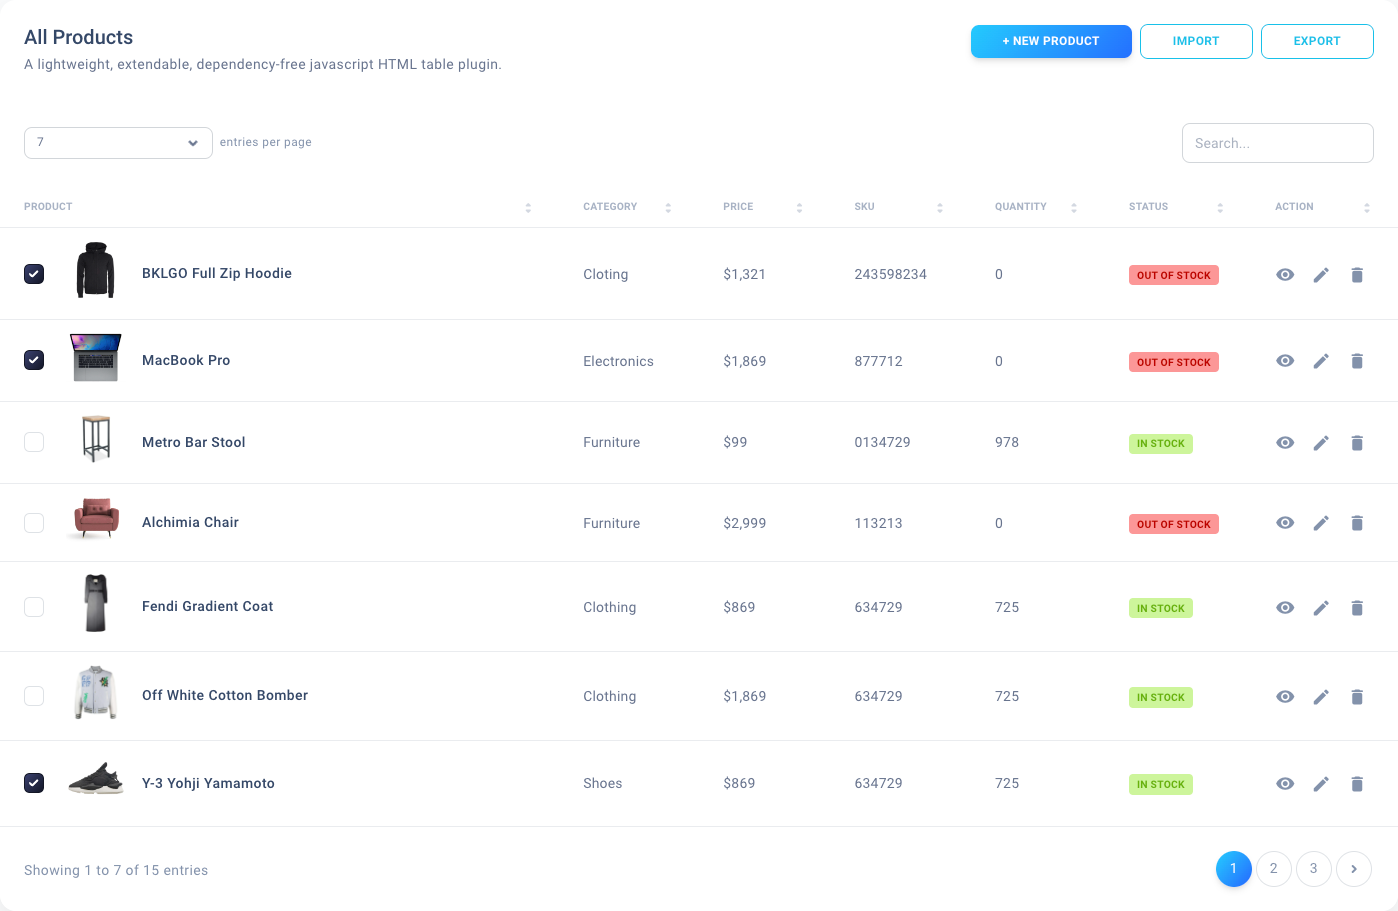 All Products
A lightweight, extendable, dependency-free javascript HTML table plugin.
+ NEW PRODUCT
IMPORT
EXPORT
7
entries per page
Search...
PRODUCT CATEGORY PRICE SKU QUANTITY STATUS ACTION
BKLGO Full Zip Hoodie Cloting $1,321 243598234 0 OUT OF STOCK
MacBook Pro Electronics $1,869 877712 0 OUT OF STOCK
Metro Bar Stool Furniture $99 0134729 978 IN STOCK
Alchimia Chair Furniture $2,999 113213 0 OUT OF STOCK
Fendi Gradient Coat Clothing $869 634729 725 IN STOCK
Off White Cotton Bomber Clothing $1,869 634729 725 IN STOCK
Y-3 Yohji Yamamoto Shoes $869 634729 725 IN STOCK
Showing 1 to 7 of 15 entries
1 2 3